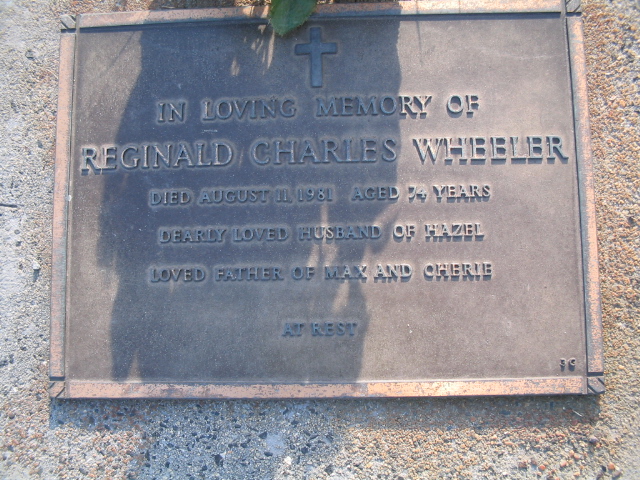 IN LOVING MEMORY OF
REGINALD CHARLES WHEELER
DIED AUGUST 11, 1981 AGED 74 YEARS
DEARLY LOVED HUSBAND OF HAZEL
LOVED FATHER OF MAX AND CHERIE
AT REST